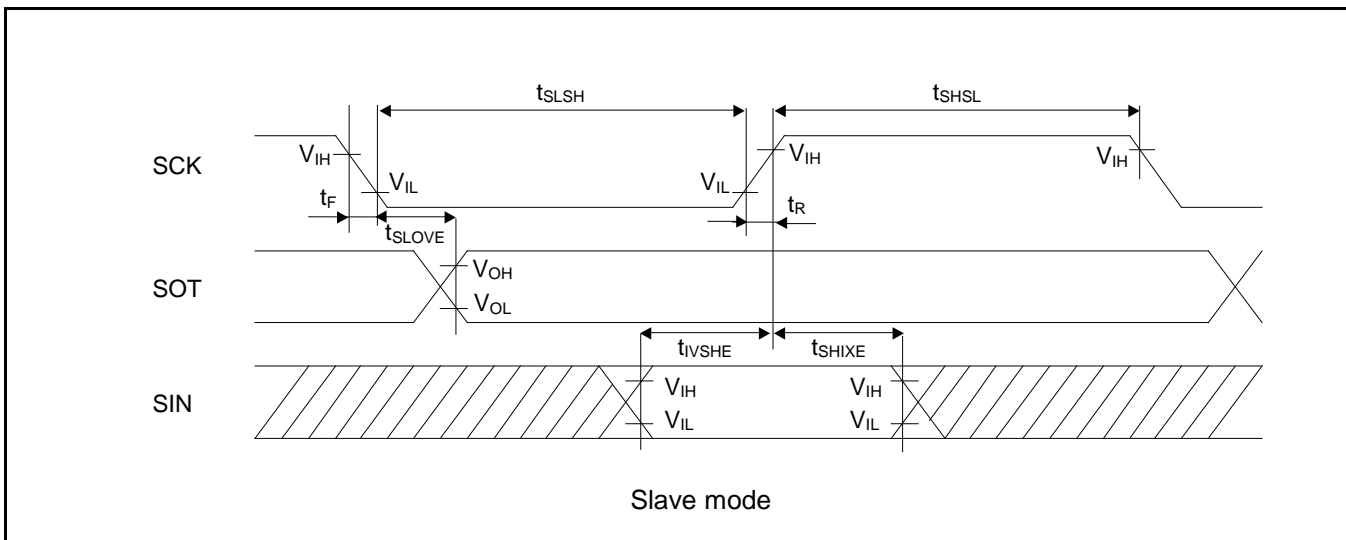 tSLSH
tSHSL
SCK
VIH
VIL
VIL
VIH
VIH
tF
tR
tSLOVE
SOT
VOH
VOL
tIVSHE
tSHIXE
SIN
VIH
VIH
VIL
VIL
Slave mode